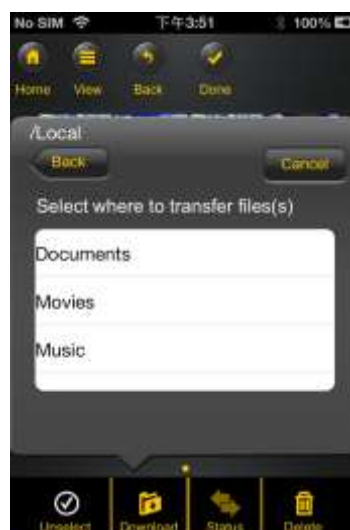 No SIM 下午3:51 100%
Home View Back Done
/Local
Back Cancel
Select where to transfer files(s)
Documents
Movies
Music
Unselect Download Status Delete